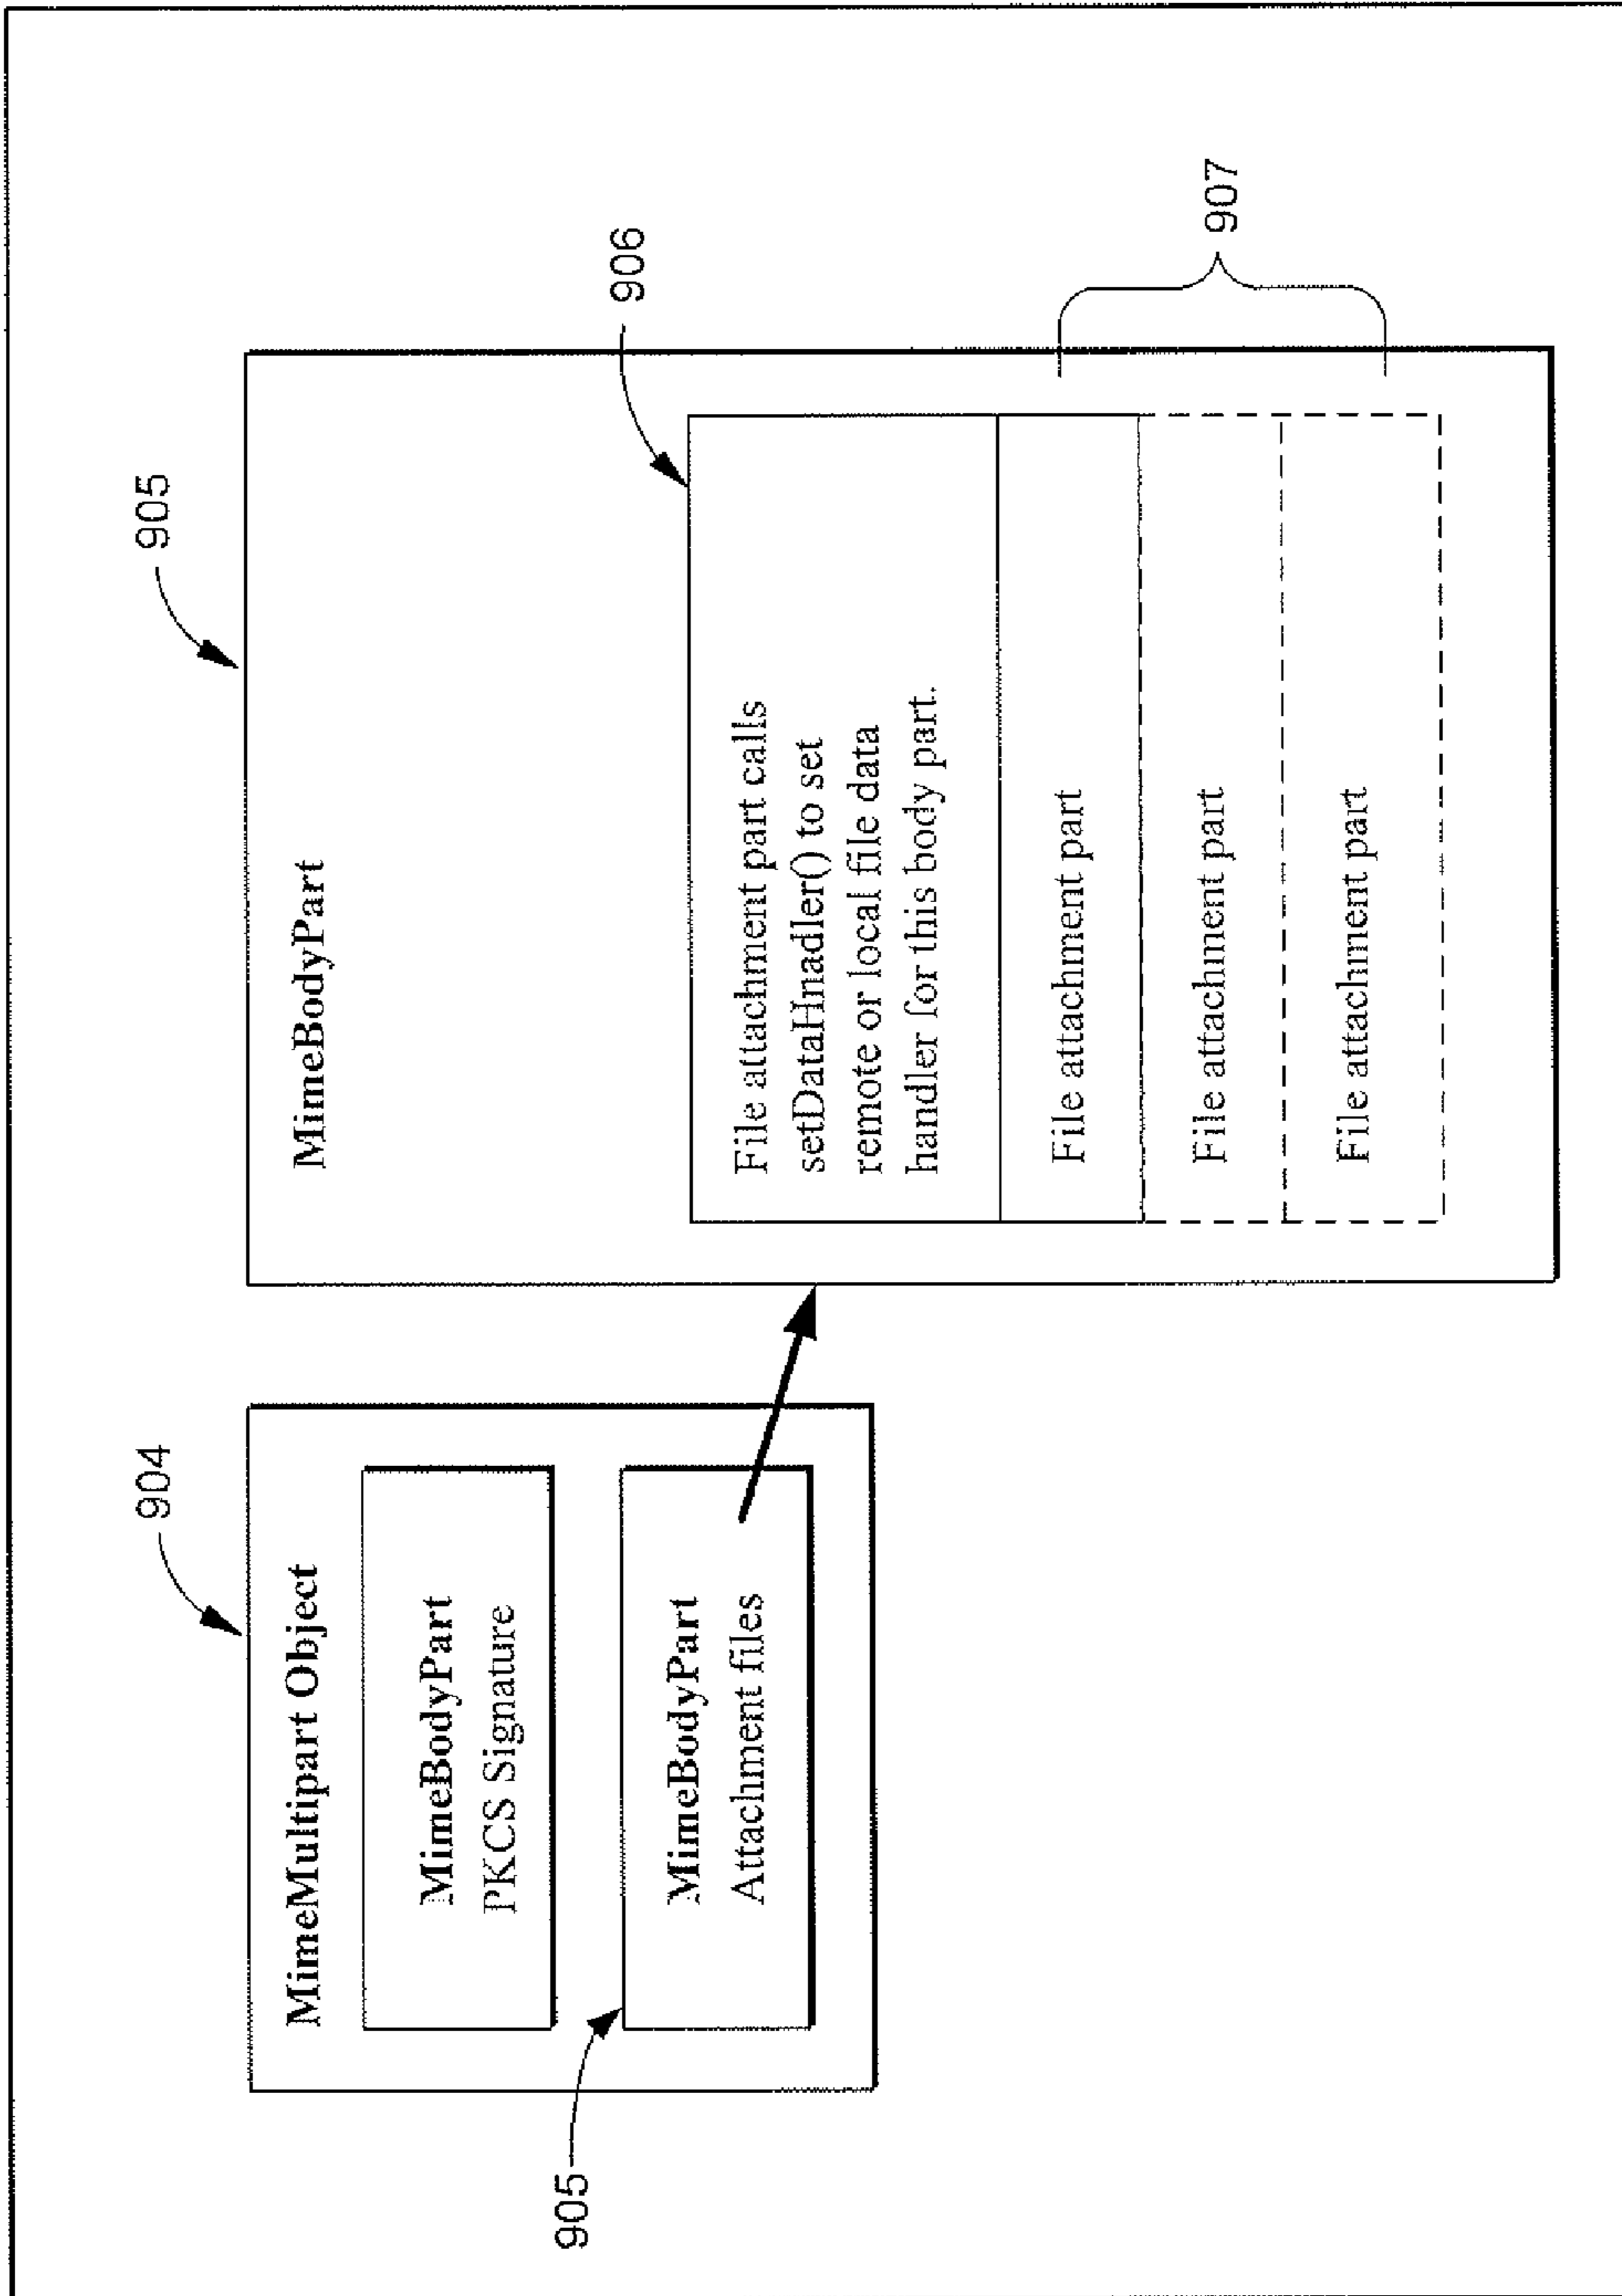 904
MimeMultipart Object
MimeBodyPart
PKCS Signature
905
MimeBodyPart
Attachment files
905
MimeBodyPart
906
File attachment part calls
setDataHnadler() to set
remote or local file data
handler for this body part.
File attachment part
File attachment part
File attachment part
907